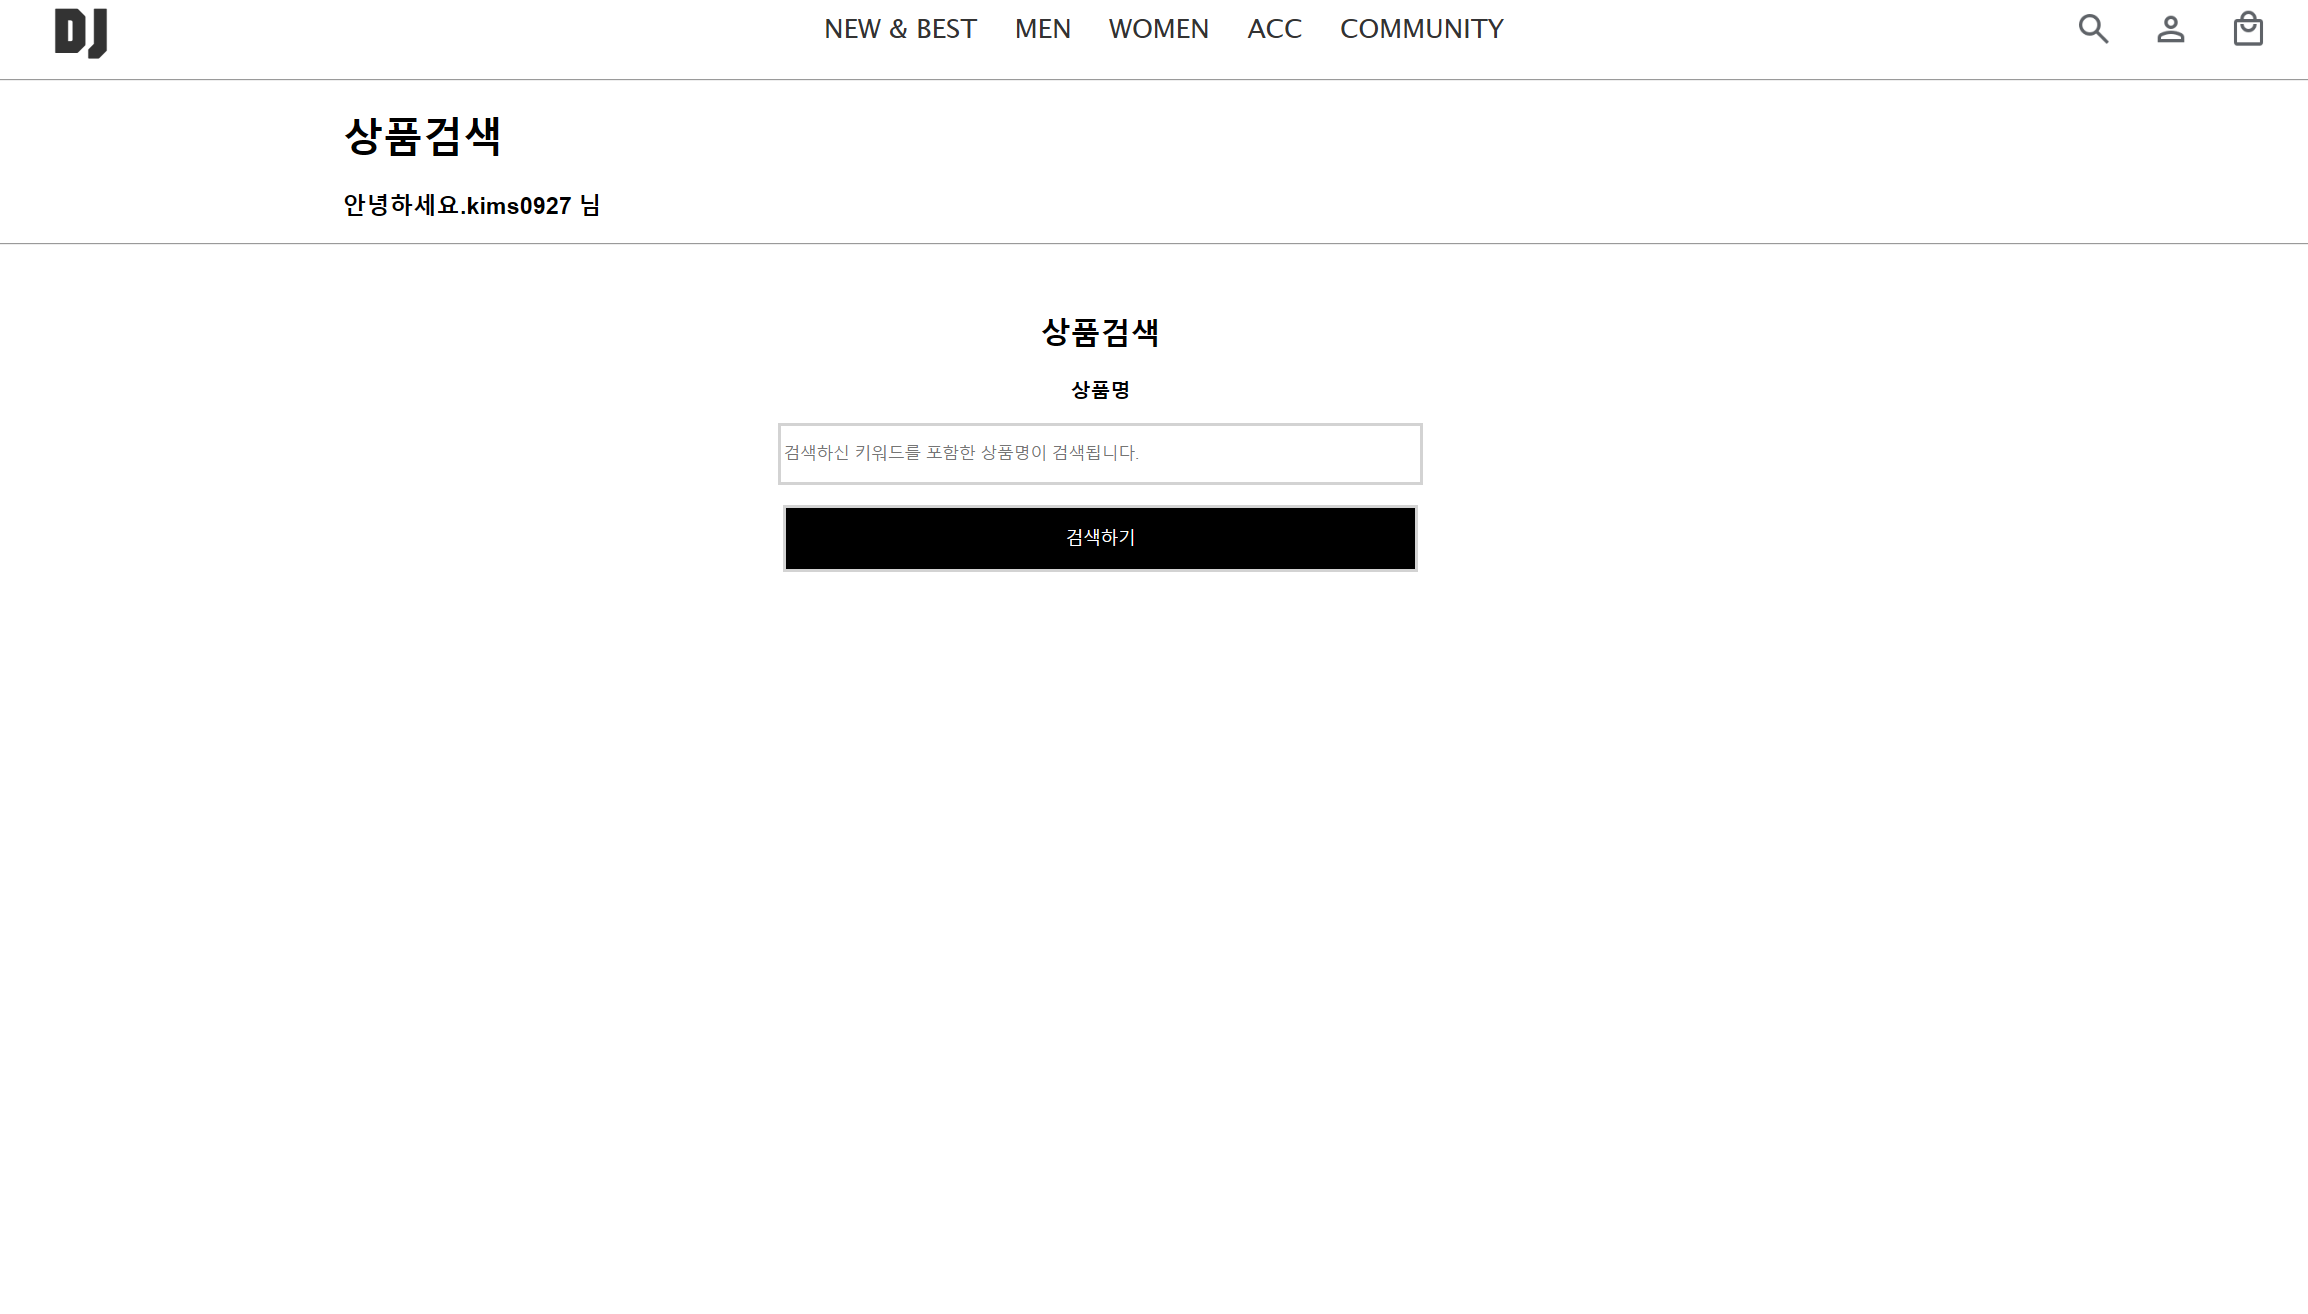 DJ
NEW & BEST MEN WOMEN ACC COMMUNITY
상품검색
안녕하세요.kims0927 님
상품검색
상품명
검색하신 키워드를 포함한 상품명이 검색됩니다.
검색하기